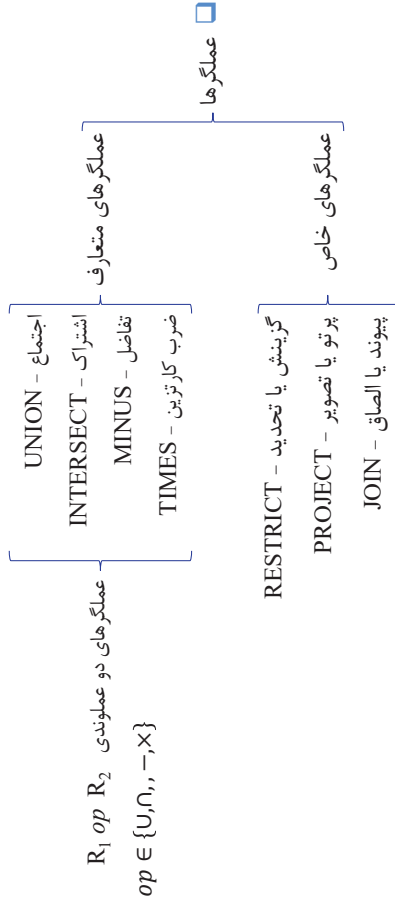 عملگرها
عملگرهای متعارف
اجتماع – UNION
اشتراک – INTERSECT
تفاضل – MINUS
ضرب کارتزین – TIMES
عملگرهای دو عملوندی R₁ op R₂
op ∈ {∪,∩,,−,×}
عملگرهای خاص
گزینش یا تحدید – RESTRICT
پرتو یا تصویر – PROJECT
پیوند یا الصاق – JOIN